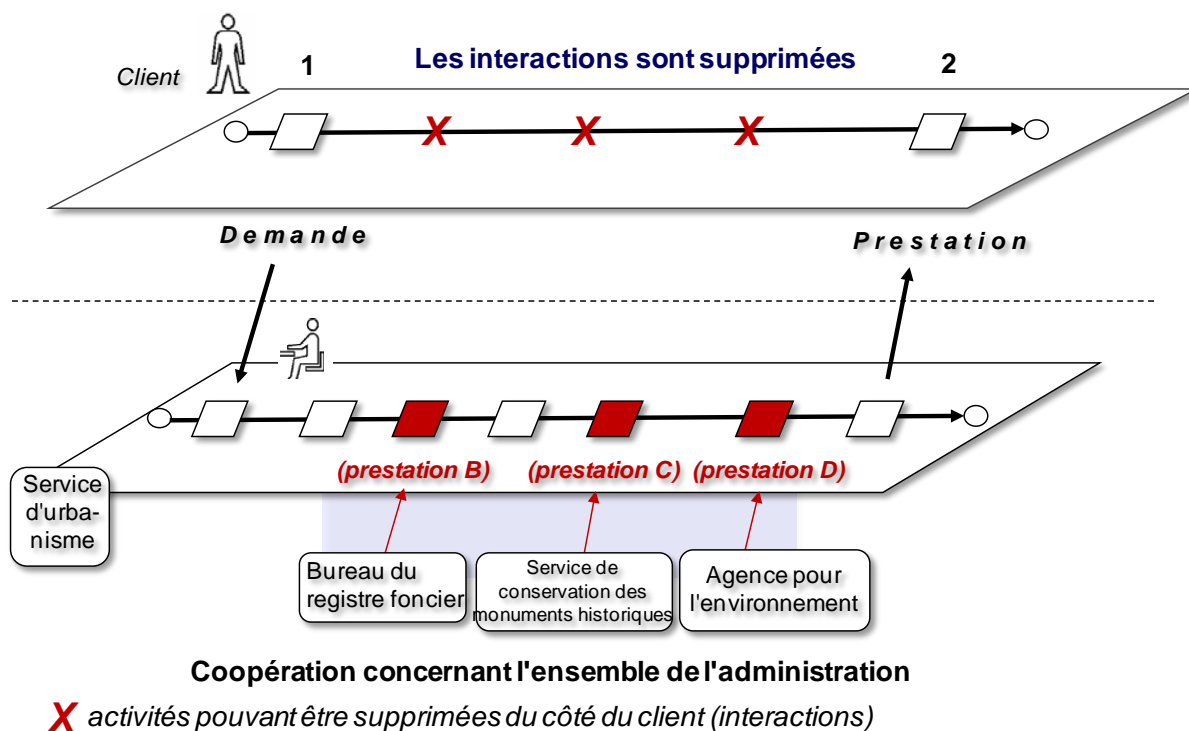 Client
1
Les interactions sont supprimées
2
X X X
Demande
Prestation
Service
d'urba-
nisme
(prestation B) (prestation C) (prestation D)
Bureau du
registre foncier
Service de
conservation des
monuments historiques
Agence pour
l'environnement
Coopération concernant l'ensemble de l'administration
X activités pouvant être supprimées du côté du client (interactions)